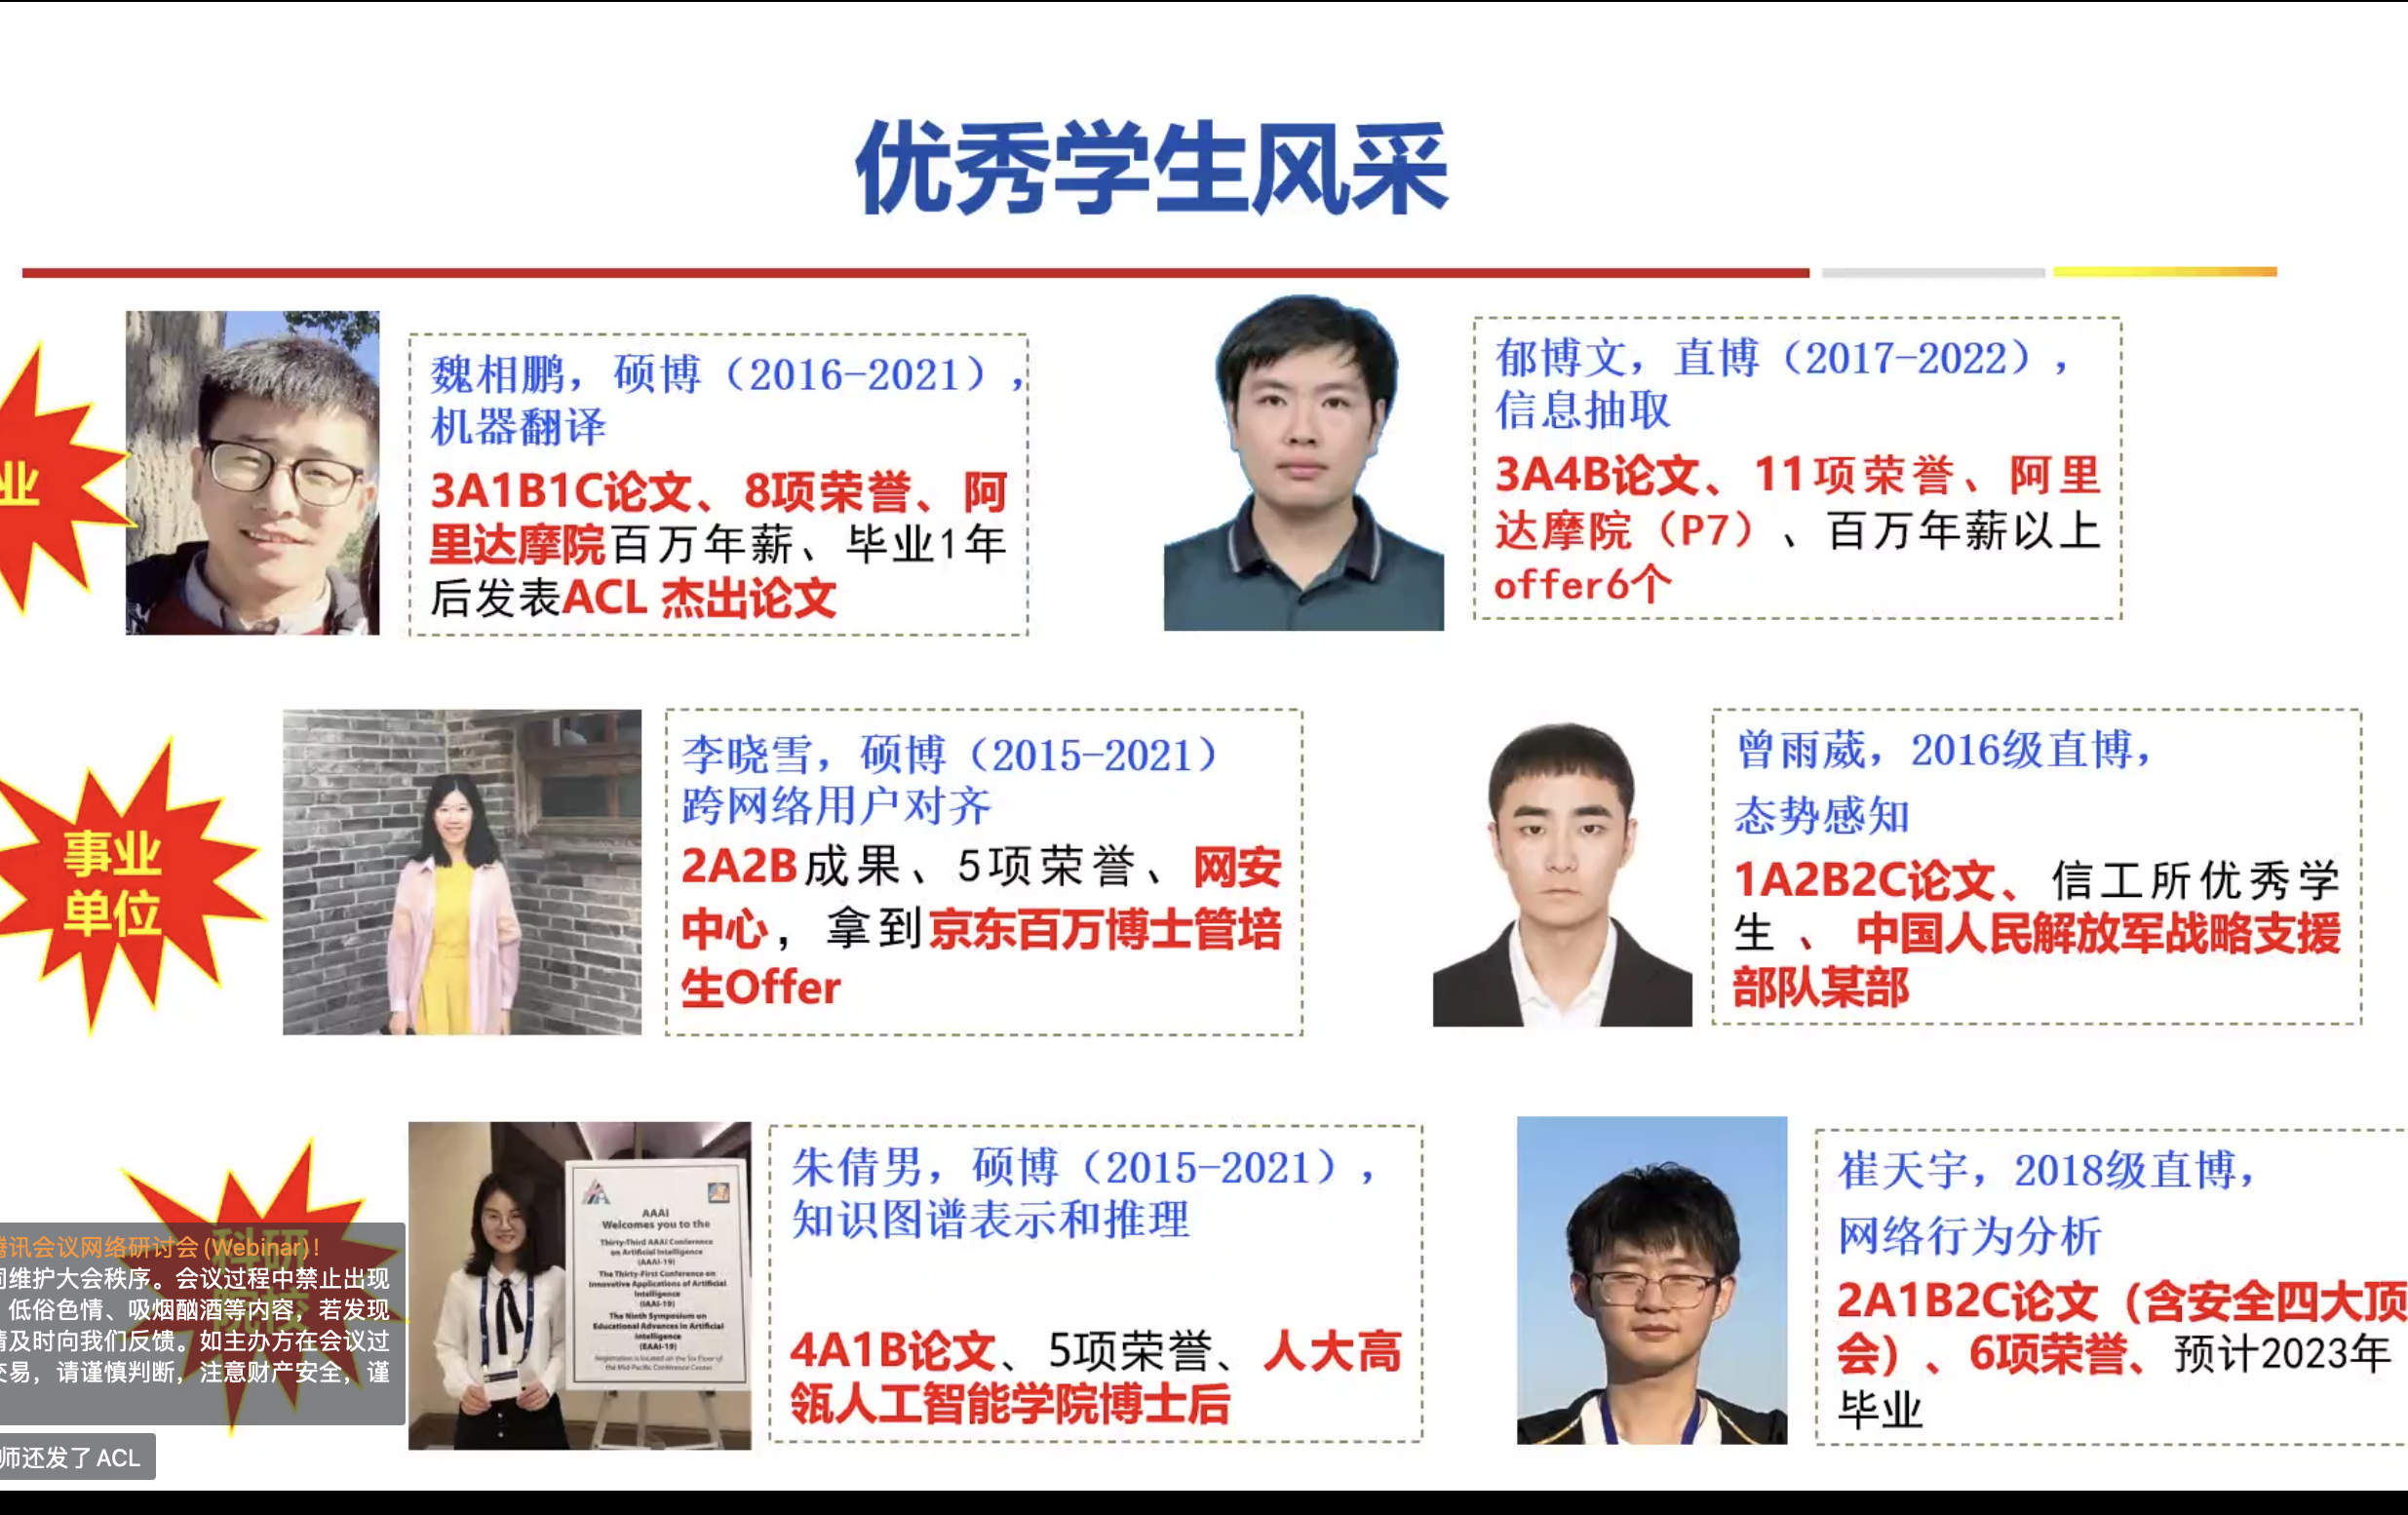 优秀学生风采
业
魏相鹏，硕博（2016-2021），
机器翻译
3A1B1C论文、8项荣誉、阿
里达摩院百万年薪、毕业1年
后发表ACL 杰出论文
郁博文，直博（2017-2022），
信息抽取
3A4B论文、11项荣誉、阿里
达摩院（P7）、百万年薪以上
offer6个
事业
单位
李晓雪，硕博（2015-2021）
跨网络用户对齐
2A2B成果、5项荣誉、网安
中心，拿到京东百万博士管培
生Offer
曾雨葳，2016级直博，
态势感知
1A2B2C论文、信工所优秀学
生 、 中国人民解放军战略支援
部队某部
科研
院校
AAAI
Welcomes you to the
Thirty-Third AAAI Conference
on Artificial Intelligence
(AAAI-19)
The Thirty-First Conference on
Innovative Applications of Artificial
Intelligence
(IAAI-19)
The Ninth Symposium on
Educational Advances in Artificial
Intelligence
(EAAI-19)
Registration is located on the Six Floor of
the Mid-Pacific Conference Center
朱倩男，硕博（2015-2021），
知识图谱表示和推理
4A1B论文、5项荣誉、人大高
瓴人工智能学院博士后
崔天宇，2018级直博，
网络行为分析
2A1B2C论文（含安全四大顶
会）、6项荣誉、预计2023年
毕业
腾讯会议网络研讨会(Webinar)！
同维护大会秩序。会议过程中禁止出现
低俗色情、吸烟酗酒等内容，若发现
请及时向我们反馈。如主办方在会议过
交易，请谨慎判断，注意财产安全，谨
师还发了 ACL